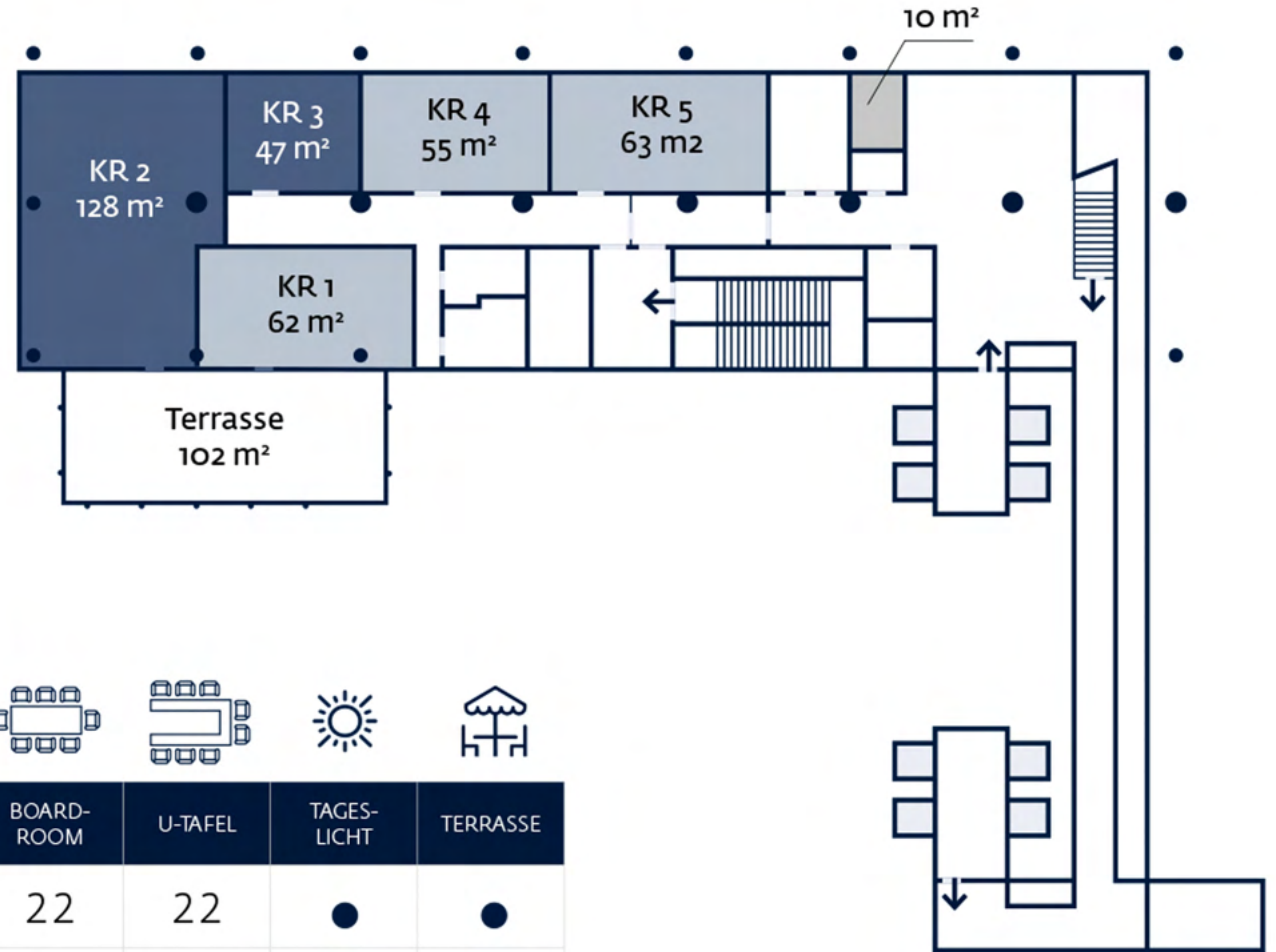 10 m²
KR 2
128 m²
KR 3
47 m²
KR 4
55 m²
KR 5
63 m2
KR 1
62 m²
Terrasse
102 m²
BOARD-
ROOM
U-TAFEL
TAGES-
LICHT
TERRASSE
22
22